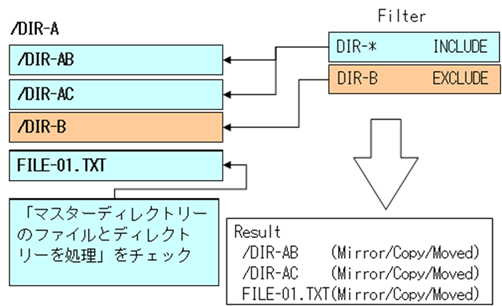 /DIR-A
/DIR-AB
/DIR-AC
/DIR-B
FILE-01.TXT
「マスターディレクトリー
のファイルとディレクト
リーを処理」をチェック
Filter
DIR-* INCLUDE
DIR-B EXCLUDE
Result
/DIR-AB (Mirror/Copy/Moved)
/DIR-AC (Mirror/Copy/Moved)
FILE-01.TXT(Mirror/Copy/Moved)